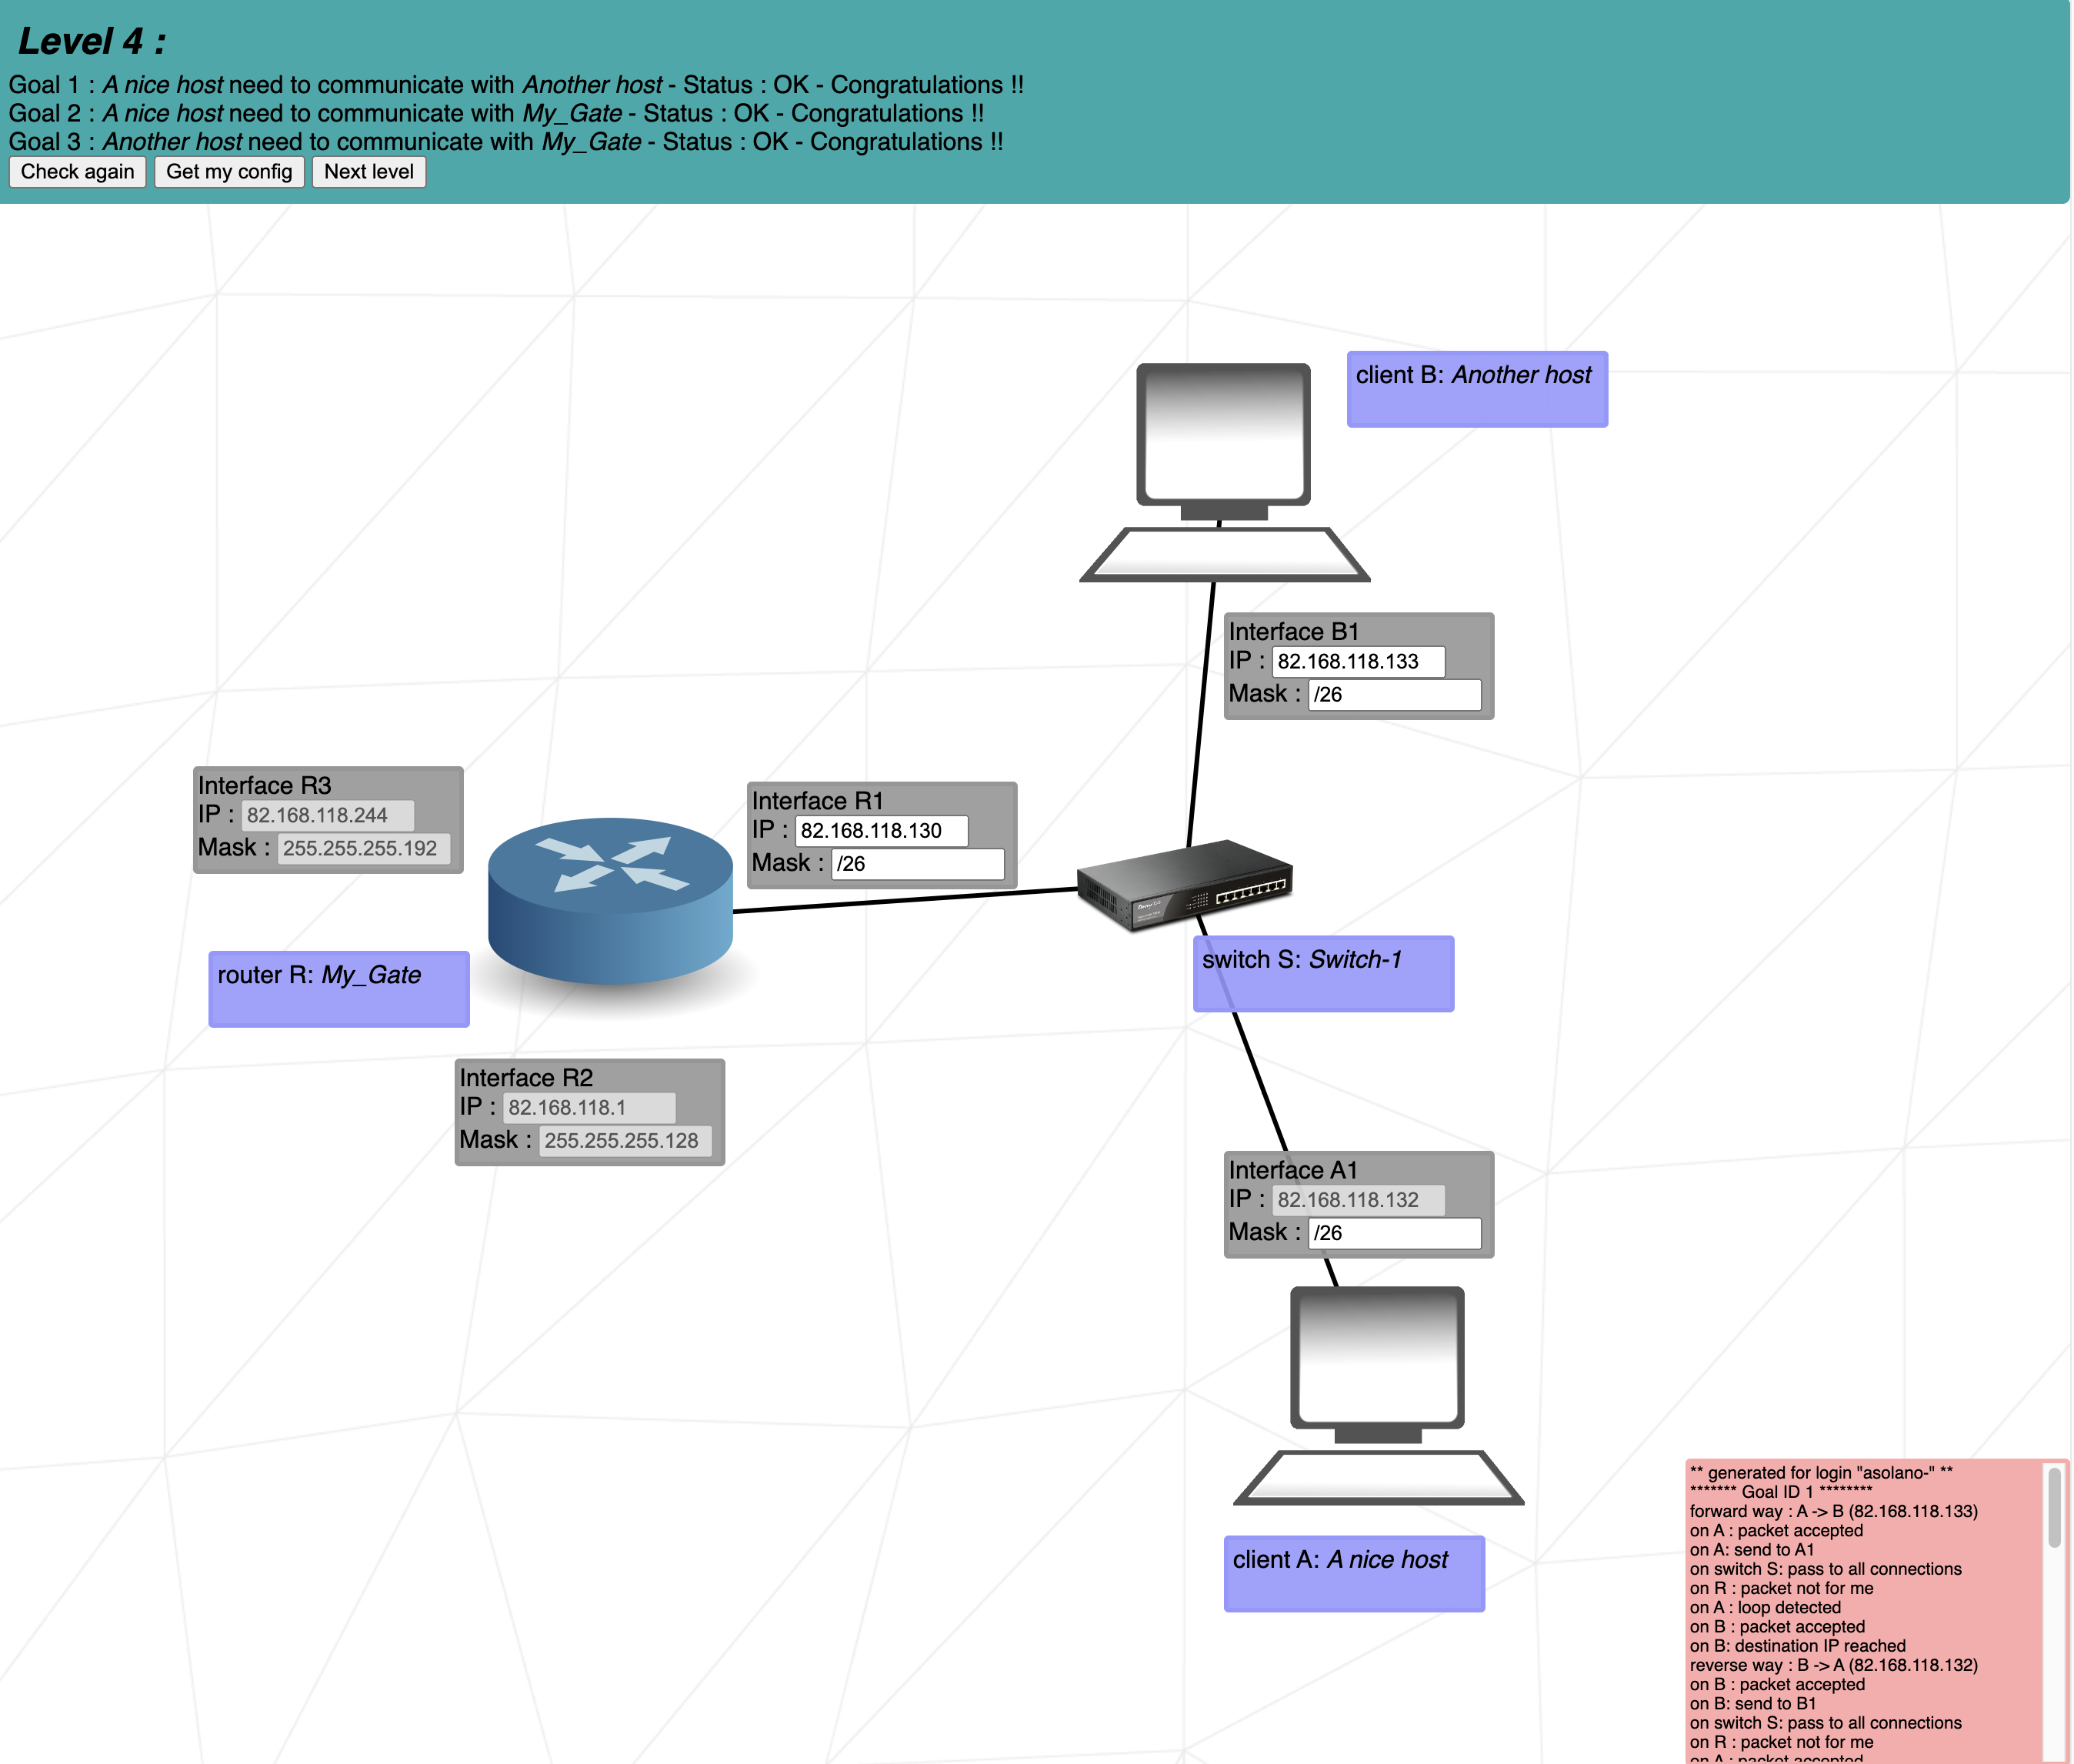 Level 4 :
Goal 1 : A nice host need to communicate with Another host - Status : OK - Congratulations !!
Goal 2 : A nice host need to communicate with My_Gate - Status : OK - Congratulations !!
Goal 3 : Another host need to communicate with My_Gate - Status : OK - Congratulations !!
Check again Get my config Next level
client B: Another host
Interface B1
IP : 82.168.118.133
Mask : /26
Interface R3
IP : 82.168.118.244
Mask : 255.255.255.192
Interface R1
IP : 82.168.118.130
Mask : /26
router R: My_Gate
switch S: Switch-1
Interface R2
IP : 82.168.118.1
Mask : 255.255.255.128
Interface A1
IP : 82.168.118.132
Mask : /26
client A: A nice host
** generated for login "asolano-" **
******* Goal ID 1 ********
forward way : A -> B (82.168.118.133)
on A : packet accepted
on A: send to A1
on switch S: pass to all connections
on R : packet not for me
on A : loop detected
on B : packet accepted
on B: destination IP reached
reverse way : B -> A (82.168.118.132)
on B : packet accepted
on B: send to B1
on switch S: pass to all connections
on R : packet not for me
on A : packet accepted